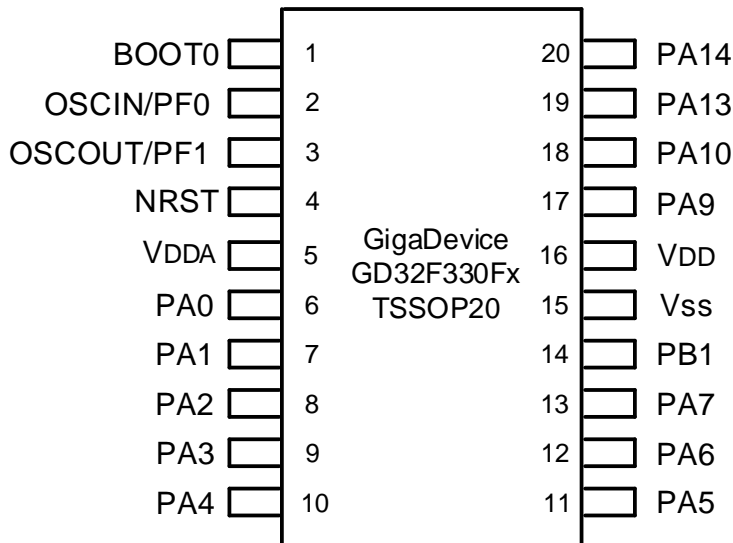 BOOT0 1 20 PA14
OSCIN/PF0 2 19 PA13
OSCOUT/PF1 3 18 PA10
NRST 4 17 PA9
GigaDevice
VDDA 5 16 VDD
GD32F330Fx
PA0 6 TSSOP20 15 Vss
PA1 7 14 PB1
PA2 8 13 PA7
PA3 9 12 PA6
PA4 10 11 PA5